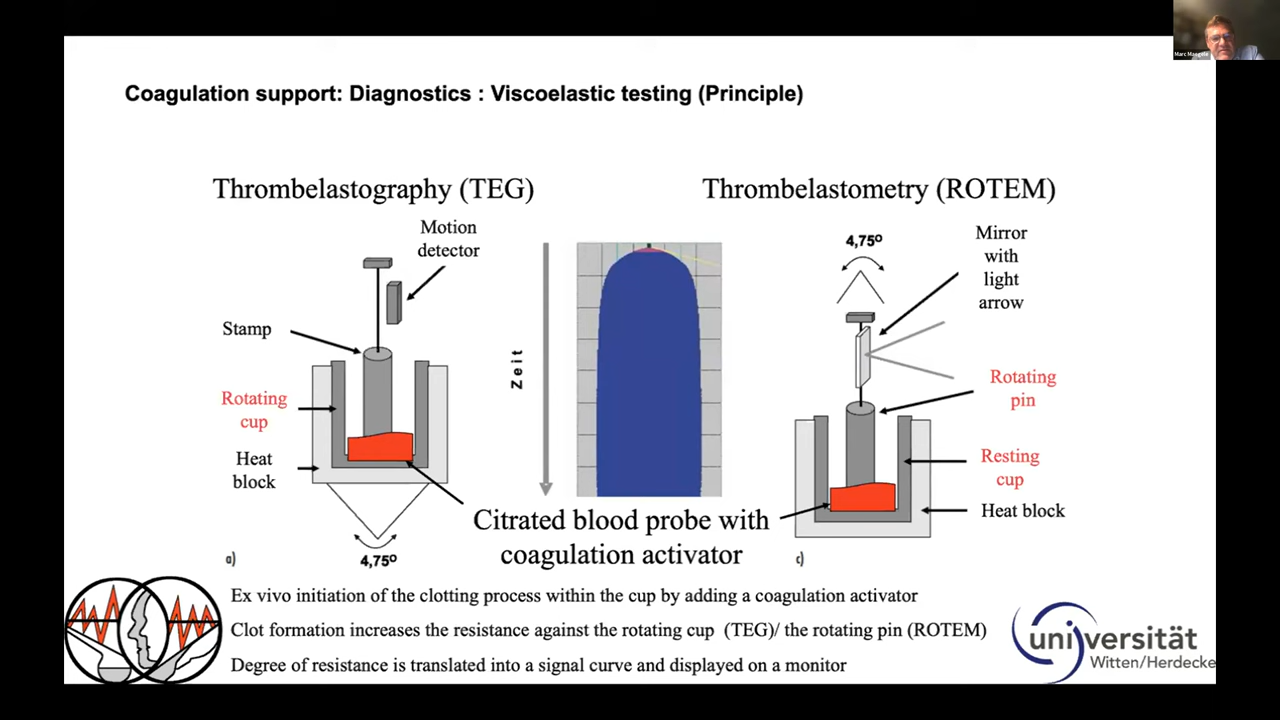 Marc Maegele
Coagulation support: Diagnostics : Viscoelastic testing (Principle)
Thrombelastography (TEG)
Motion
detector
Stamp
Rotating
cup
Heat
block
4,75O
a)
Zeit
Thrombelastometry (ROTEM)
4,75O
Mirror
with
light
arrow
Rotating
pin
Resting
cup
Heat block
c)
Citrated blood probe with
coagulation activator
Ex vivo initiation of the clotting process within the cup by adding a coagulation activator
Clot formation increases the resistance against the rotating cup (TEG)/ the rotating pin (ROTEM)
Degree of resistance is translated into a signal curve and displayed on a monitor
universität
Witten/Herdecke